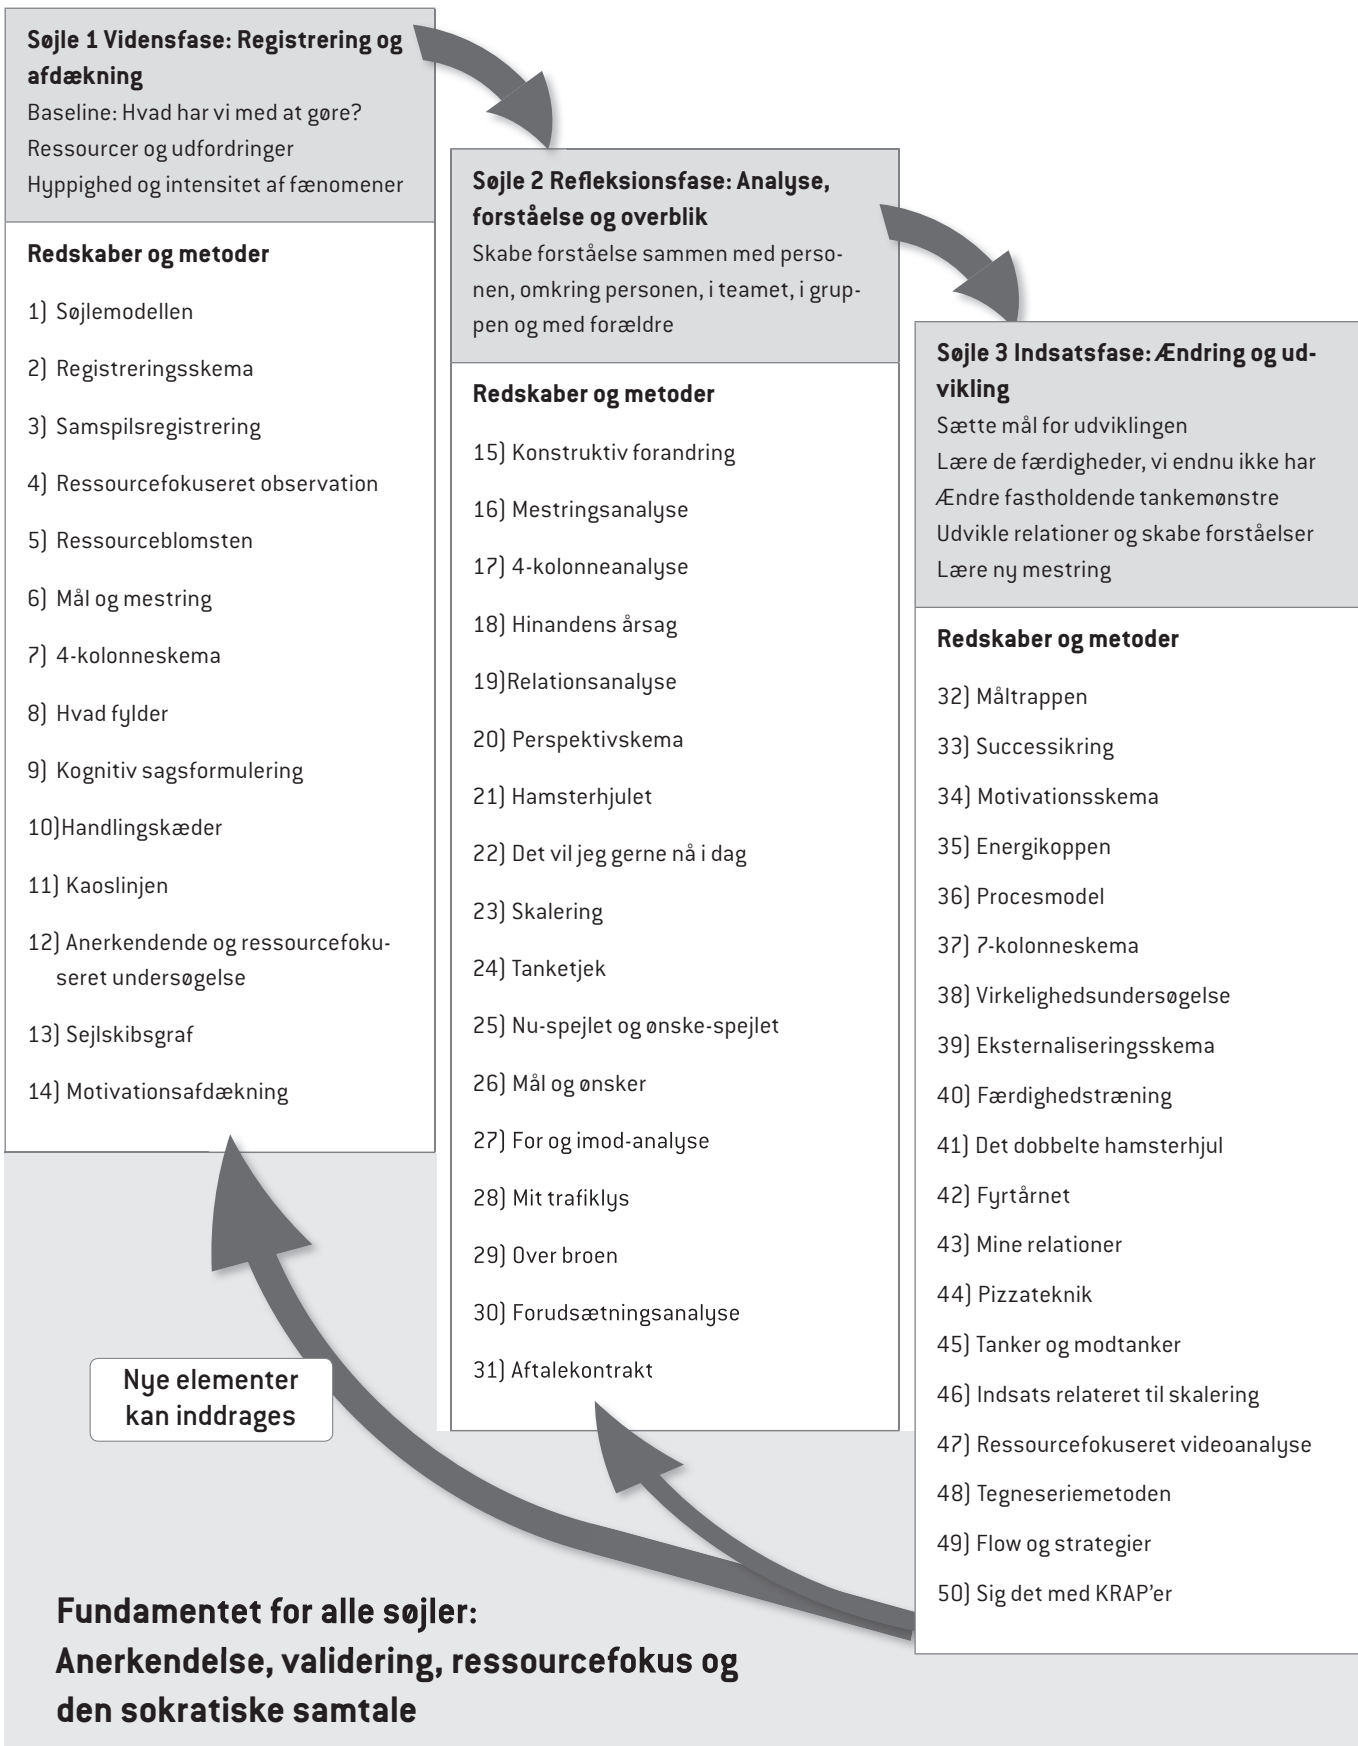 Søjle 1 Vidensfase: Registrering og
afdækning
Baseline: Hvad har vi med at gøre?
Ressourcer og udfordringer
Hyppighed og intensitet af fænomener
Redskaber og metoder
1) Søjlemodellen
2) Registreringsskema
3) Samspilsregistrering
4) Ressourcefokuseret observation
5) Ressourceblomsten
6) Mål og mestring
7) 4-kolonneskema
8) Hvad fylder
9) Kognitiv sagsformulering
10)Handlingskæder
11) Kaoslinjen
12) Anerkendende og ressourcefoku-
seret undersøgelse
13) Sejlskibsgraf
14) Motivationsafdækning
Søjle 2 Refleksionsfase: Analyse,
forståelse og overblik
Skabe forståelse sammen med perso-
nen, omkring personen, i teamet, i grup-
pen og med forældre
Redskaber og metoder
15) Konstruktiv forandring
16) Mestringsanalyse
17) 4-kolonneanalyse
18) Hinandens årsag
19)Relationsanalyse
20) Perspektivskema
21) Hamsterhjulet
22) Det vil jeg gerne nå i dag
23) Skalering
24) Tanketjek
25) Nu-spejlet og ønske-spejlet
26) Mål og ønsker
27) For og imod-analyse
28) Mit trafiklys
29) Over broen
30) Forudsætningsanalyse
31) Aftalekontrakt
Søjle 3 Indsatsfase: Ændring og ud-
vikling
Sætte mål for udviklingen
Lære de færdigheder, vi endnu ikke har
Ændre fastholdende tankemønstre
Udvikle relationer og skabe forståelser
Lære ny mestring
Redskaber og metoder
32) Måltrappen
33) Successikring
34) Motivationsskema
35) Energikoppen
36) Procesmodel
37) 7-kolonneskema
38) Virkelighedsundersøgelse
39) Eksternaliseringsskema
40) Færdighedstræning
41) Det dobbelte hamsterhjul
42) Fyrtårnet
43) Mine relationer
44) Pizzateknik
45) Tanker og modtanker
46) Indsats relateret til skalering
47) Ressourcefokuseret videoanalyse
48) Tegneseriemetoden
49) Flow og strategier
50) Sig det med KRAP’er
Nye elementer
kan inddrages
Fundamentet for alle søjler:
Anerkendelse, validering, ressourcefokus og
den sokratiske samtale